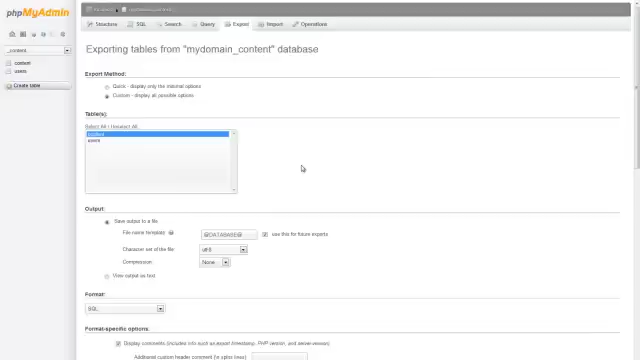 phpMyAdmin
Structure SQL Search Query Export Import Operations
_content
content
users
Create table
Exporting tables from "mydomain_content" database
Export Method:
Quick - display only the minimal options
Custom - display all possible options
Table(s):
Select All / Unselect All
content
users
Output:
Save output to a file
File name template: @DATABASE@ use this for future exports
Character set of the file: utf-8
Compression: None
View output as text
Format:
SQL
Format-specific options:
Display comments (includes info such as export timestamp, PHP version, and server version)
Additional custom header comment (\n splits lines):